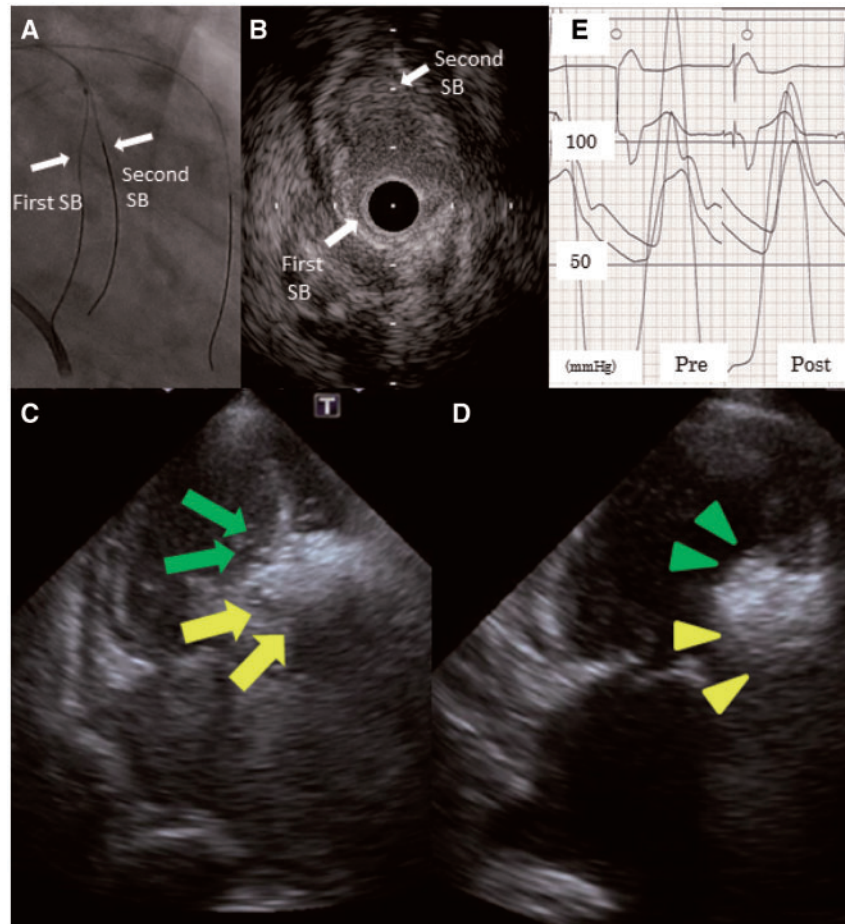 A
First SB
Second
SB
B
Second
SB
First
SB
E
100
50
(mmHg)
Pre
Post
C
T
D